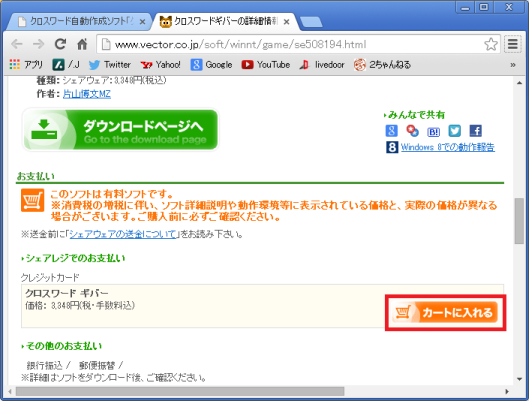 クロスワード自動作成ソフト「ク
クロスワードギバーの詳細情報
www.vector.co.jp/soft/winnt/game/se508194.html
アプリ /.J Twitter Yahoo! Google YouTube livedoor 2ちゃんねる »
種類: シェアウェア:3,348円(税込)
作者: 片山博文MZ
ダウンロードページへ
Go to the download page
みんなで共有
Windows 8での動作報告
お支払い
このソフトは有料ソフトです。
※消費税の増税に伴い、ソフト詳細説明や動作環境等に表示されている価格と、実際の価格が異なる
場合がございます。ご購入前に必ずご確認ください。
※送金前に「シェアウェアの送金について」をお読み下さい。
シェアレジでのお支払い
クレジットカード
クロスワード ギバー
価格: 3,348円(税・手数料込)
カートに入れる
その他のお支払い
銀行振込 / 郵便振替 /
※詳細はソフトをダウンロード後、ご確認ください。